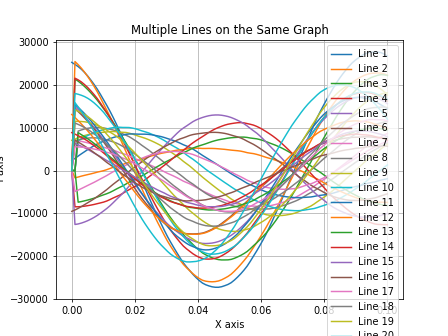 Multiple Lines on the Same Graph
30000
20000
10000
0
−10000
−20000
−30000
0.00
0.02
0.04
0.06
X axis
axis
Line 1
Line 2
Line 3
Line 4
Line 5
Line 6
Line 7
Line 8
Line 9
Line 10
Line 11
Line 12
Line 13
Line 14
Line 15
Line 16
Line 17
Line 18
Line 19
Line 20